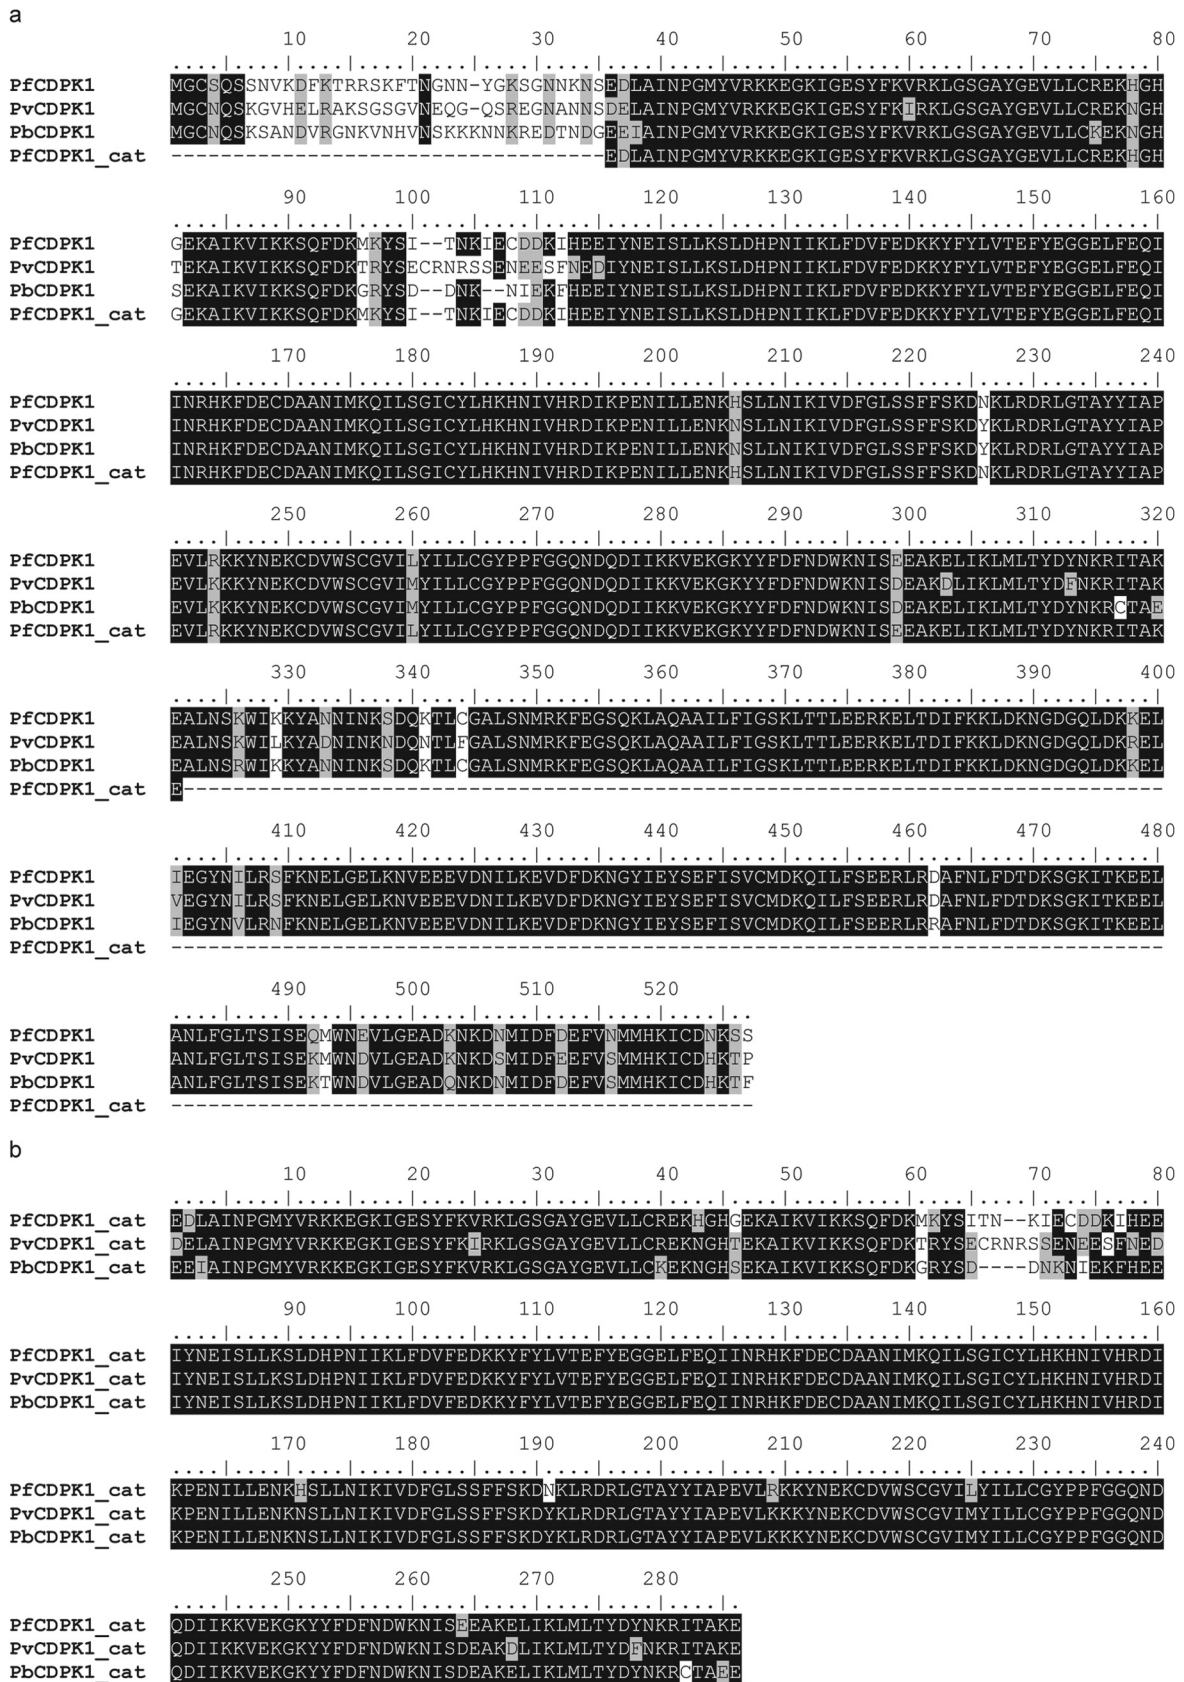 a
10 20 30 40 50 60 70 80
PfCDPK1 MGCSQSSNVKDFKTRRSKFTNGNN-YGKSGNNKNSEDLAINPGMYVRKKEGKIGESYFKVRKLGSGAYGEVLLCREKHGH
PvCDPK1 MGCNQSKGVHELRAKSGSGVNEQG-QSREGNANNSDELAINPGMYVRKKEGKIGESYFKIRKLGSGAYGEVLLCREKNGH
PbCDPK1 MGCNQSKSANDVRGNKVNHVNSKKKNNKREDTNDGEEIAINPGMYVRKKEGKIGESYFKVRKLGSGAYGEVLLCKEKNGH
PfCDPK1_cat -----------------------------------EDLAINPGMYVRKKEGKIGESYFKVRKLGSGAYGEVLLCREKHGH
90 100 110 120 130 140 150 160
PfCDPK1 GEKAIKVIKKSQFDKMKYSI--TNKIECDDKIHEEIYNEISLLKSLDHPNIIKLFDVFEDKKYFYLVTEFYEGGELFEQI
PvCDPK1 TEKAIKVIKKSQFDKTRYSECRNRSSENEESFNEDIYNEISLLKSLDHPNIIKLFDVFEDKKYFYLVTEFYEGGELFEQI
PbCDPK1 SEKAIKVIKKSQFDKGRYSD--DNK--NIEKFHEEIYNEISLLKSLDHPNIIKLFDVFEDKKYFYLVTEFYEGGELFEQI
PfCDPK1_cat GEKAIKVIKKSQFDKMKYSI--TNKIECDDKIHEEIYNEISLLKSLDHPNIIKLFDVFEDKKYFYLVTEFYEGGELFEQI
170 180 190 200 210 220 230 240
PfCDPK1 INRHKFDECDAANIMKQILSGICYLHKHNIVHRDIKPENILLENKHSLLNIKIVDFGLSSFFSKDNKLRDRLGTAYYIAP
PvCDPK1 INRHKFDECDAANIMKQILSGICYLHKHNIVHRDIKPENILLENKNSLLNIKIVDFGLSSFFSKDYKLRDRLGTAYYIAP
PbCDPK1 INRHKFDECDAANIMKQILSGICYLHKHNIVHRDIKPENILLENKNSLLNIKIVDFGLSSFFSKDYKLRDRLGTAYYIAP
PfCDPK1_cat INRHKFDECDAANIMKQILSGICYLHKHNIVHRDIKPENILLENKHSLLNIKIVDFGLSSFFSKDNKLRDRLGTAYYIAP
250 260 270 280 290 300 310 320
PfCDPK1 EVLRKKYNEKCDVWSCGVILYILLCGYPPFGGQNDQDIIKKVEKGKYYFDFNDWKNISEEAKELIKLMLTYDYNKRITAK
PvCDPK1 EVLKKKYNEKCDVWSCGVIMYILLCGYPPFGGQNDQDIIKKVEKGKYYFDFNDWKNISDEAKDLIKLMLTYDFNKRITAK
PbCDPK1 EVLKKKYNEKCDVWSCGVIMYILLCGYPPFGGQNDQDIIKKVEKGKYYFDFNDWKNISDEAKELIKLMLTYDYNKRCTAE
PfCDPK1_cat EVLRKKYNEKCDVWSCGVILYILLCGYPPFGGQNDQDIIKKVEKGKYYFDFNDWKNISEEAKELIKLMLTYDYNKRITAK
330 340 350 360 370 380 390 400
PfCDPK1 EALNSKWIKKYANNINKSDQKTLCGALSNMRKFEGSQKLAQAAILFIGSKLTTLEERKELTDIFKKLDKNGDGQLDKKEL
PvCDPK1 EALNSKWILKYADNINKNDQNTLFGALSNMRKFEGSQKLAQAAILFIGSKLTTLEERKELTDIFKKLDKNGDGQLDKREL
PbCDPK1 EALNSRWIKKYANNINKSDQKTLCGALSNMRKFEGSQKLAQAAILFIGSKLTTLEERKELTDIFKKLDKNGDGQLDKKEL
PfCDPK1_cat E-------------------------------------------------------------------------------
410 420 430 440 450 460 470 480
PfCDPK1 IEGYNILRSFKNELGELKNVEEEVDNILKEVDFDKNGYIEYSEFISVCMDKQILFSEERLRDAFNLFDTDKSGKITKEEL
PvCDPK1 VEGYNILRSFKNELGELKNVEEEVDNILKEVDFDKNGYIEYSEFISVCMDKQILFSEERLRDAFNLFDTDKSGKITKEEL
PbCDPK1 IEGYNVLRNFKNELGELKNVEEEVDNILKEVDFDKNGYIEYSEFISVCMDKQILFSEERLRRAFNLFDTDKSGKITKEEL
PfCDPK1_cat --------------------------------------------------------------------------------
490 500 510 520
PfCDPK1 ANLFGLTSISEQMWNEVLGEADKNKDNMIDFDEFVNMMHKICDNKSS
PvCDPK1 ANLFGLTSISEKMWNDVLGEADKNKDSMIDFEEFVSMMHKICDHKTP
PbCDPK1 ANLFGLTSISEKTWNDVLGEADQNKDNMIDFDEFVSMMHKICDHKTF
PfCDPK1_cat -----------------------------------------------
b
10 20 30 40 50 60 70 80
PfCDPK1_cat EDLAINPGMYVRKKEGKIGESYFKVRKLGSGAYGEVLLCREKHGHGEKAIKVIKKSQFDKMKYSITN--KIECDDKIHEE
PvCDPK1_cat DELAINPGMYVRKKEGKIGESYFKIRKLGSGAYGEVLLCREKNGHTEKAIKVIKKSQFDKTRYSECRNRSSENEESFNED
PbCDPK1_cat EEIAINPGMYVRKKEGKIGESYFKVRKLGSGAYGEVLLCKEKNGHSEKAIKVIKKSQFDKGRYSD----DNKNIEKFHEE
90 100 110 120 130 140 150 160
PfCDPK1_cat IYNEISLLKSLDHPNIIKLFDVFEDKKYFYLVTEFYEGGELFEQIINRHKFDECDAANIMKQILSGICYLHKHNIVHRDI
PvCDPK1_cat IYNEISLLKSLDHPNIIKLFDVFEDKKYFYLVTEFYEGGELFEQIINRHKFDECDAANIMKQILSGICYLHKHNIVHRDI
PbCDPK1_cat IYNEISLLKSLDHPNIIKLFDVFEDKKYFYLVTEFYEGGELFEQIINRHKFDECDAANIMKQILSGICYLHKHNIVHRDI
170 180 190 200 210 220 230 240
PfCDPK1_cat KPENILLENKHSLLNIKIVDFGLSSFFSKDNKLRDRLGTAYYIAPEVLRKKYNEKCDVWSCGVILYILLCGYPPFGGQND
PvCDPK1_cat KPENILLENKNSLLNIKIVDFGLSSFFSKDYKLRDRLGTAYYIAPEVLKKKYNEKCDVWSCGVIMYILLCGYPPFGGQND
PbCDPK1_cat KPENILLENKNSLLNIKIVDFGLSSFFSKDYKLRDRLGTAYYIAPEVLKKKYNEKCDVWSCGVIMYILLCGYPPFGGQND
250 260 270 280
PfCDPK1_cat QDIIKKVEKGKYYFDFNDWKNISEEAKELIKLMLTYDYNKRITAKE
PvCDPK1_cat QDIIKKVEKGKYYFDFNDWKNISDEAKDLIKLMLTYDFNKRITAKE
PbCDPK1_cat QDIIKKVEKGKYYFDFNDWKNISDEAKELIKLMLTYDYNKRCTAEE